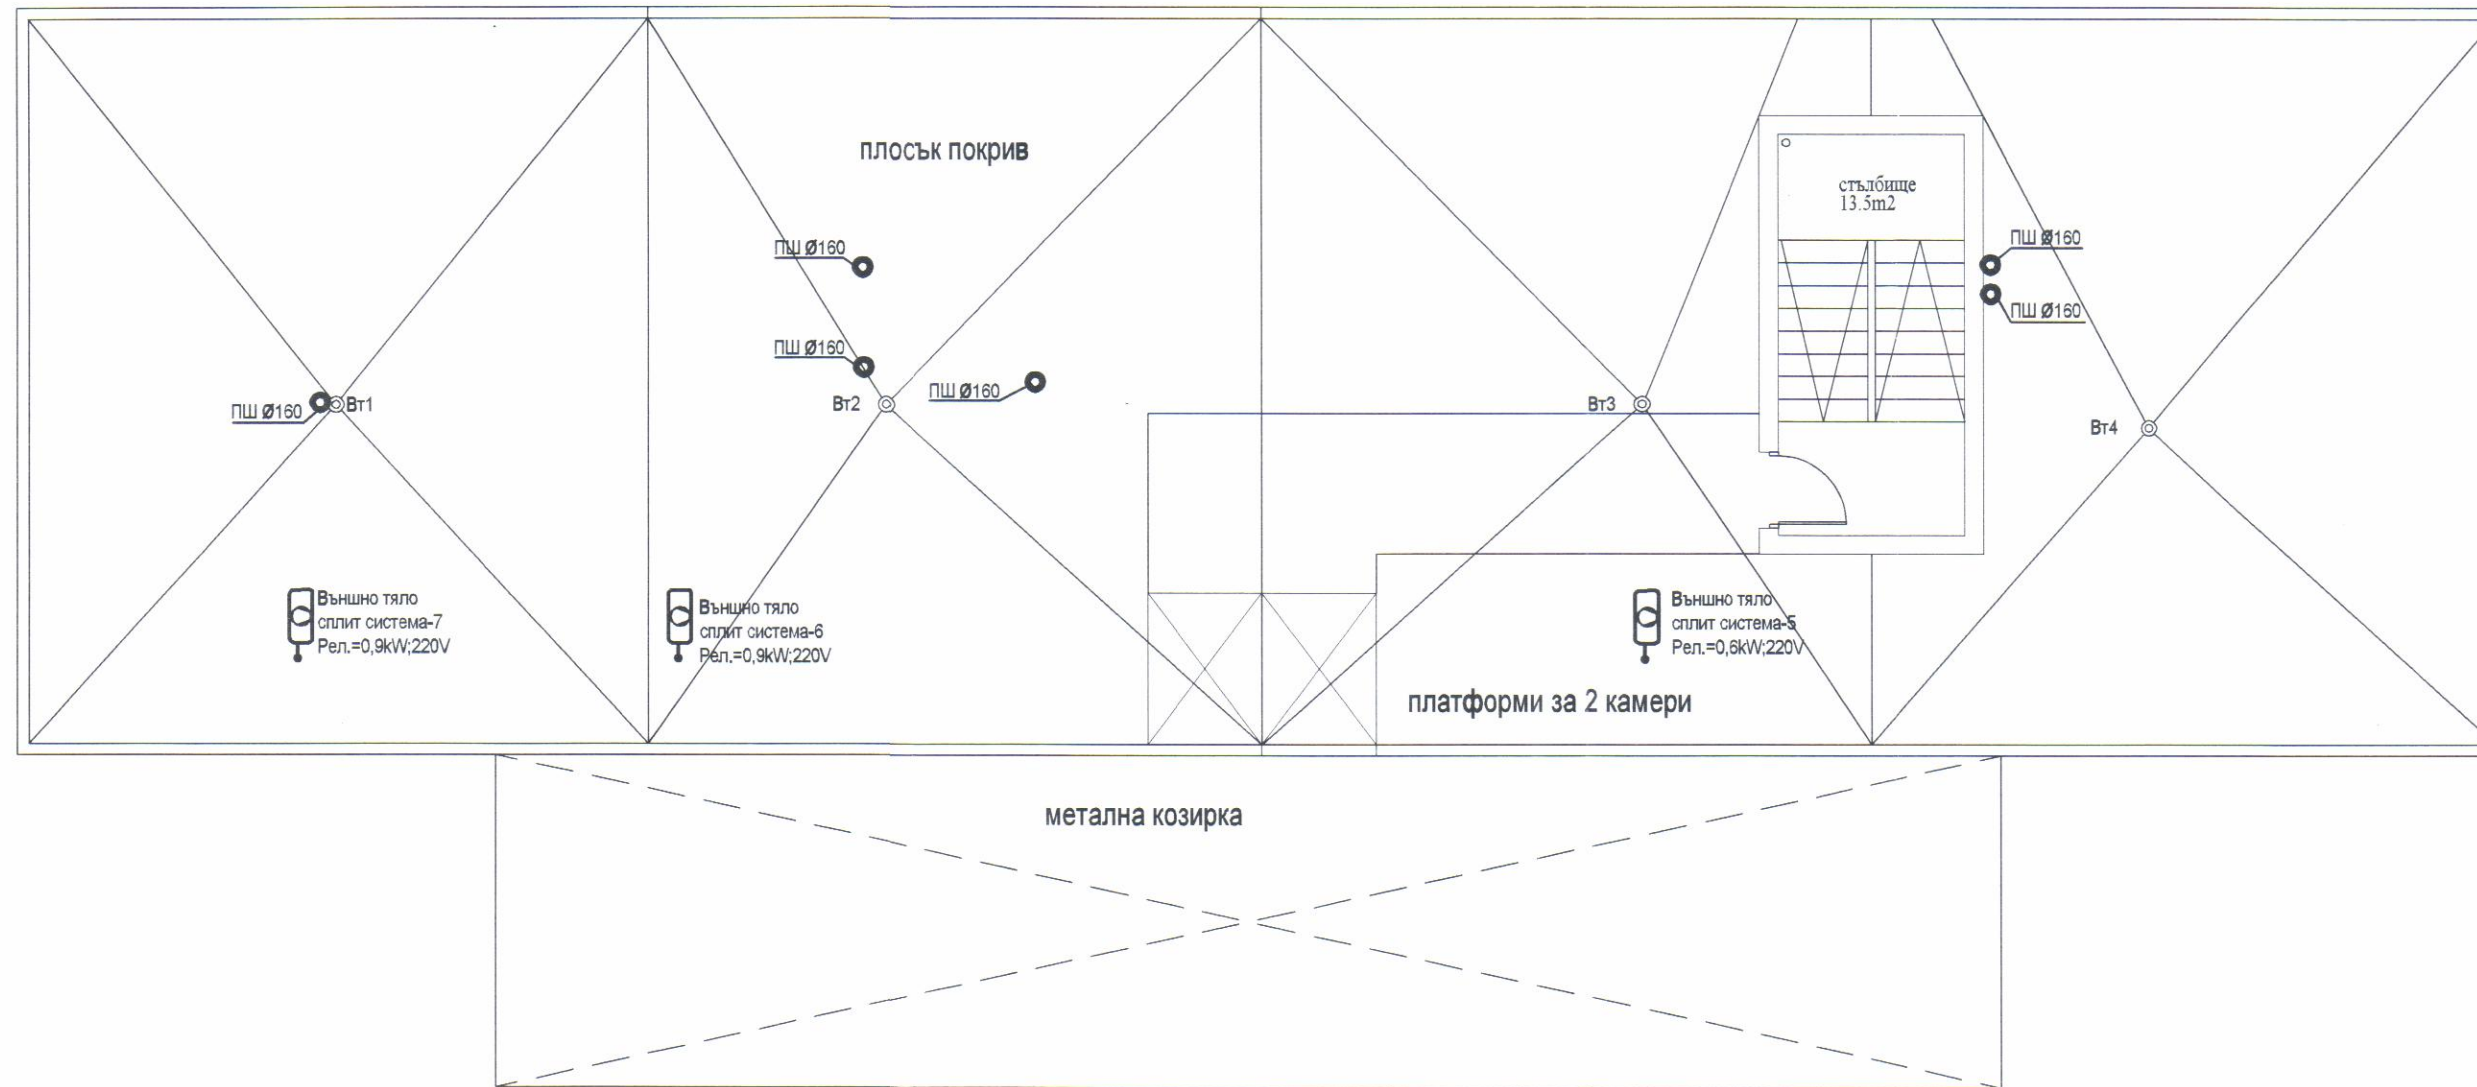 плосък покрив
стълбище
13.5m2
ПШ Ø160
ПШ Ø160
ПШ Ø160
ПШ Ø160
ПШ Ø160
ПШ Ø160
Вт1
Вт2
Вт3
Вт4
Външно тяло
сплит система-7
Рел.=0,9kW;220V
Външно тяло
сплит система-6
Рел.=0,9kW;220V
Външно тяло
сплит система-5
Рел.=0,6kW;220V
платформи за 2 камери
метална козирка